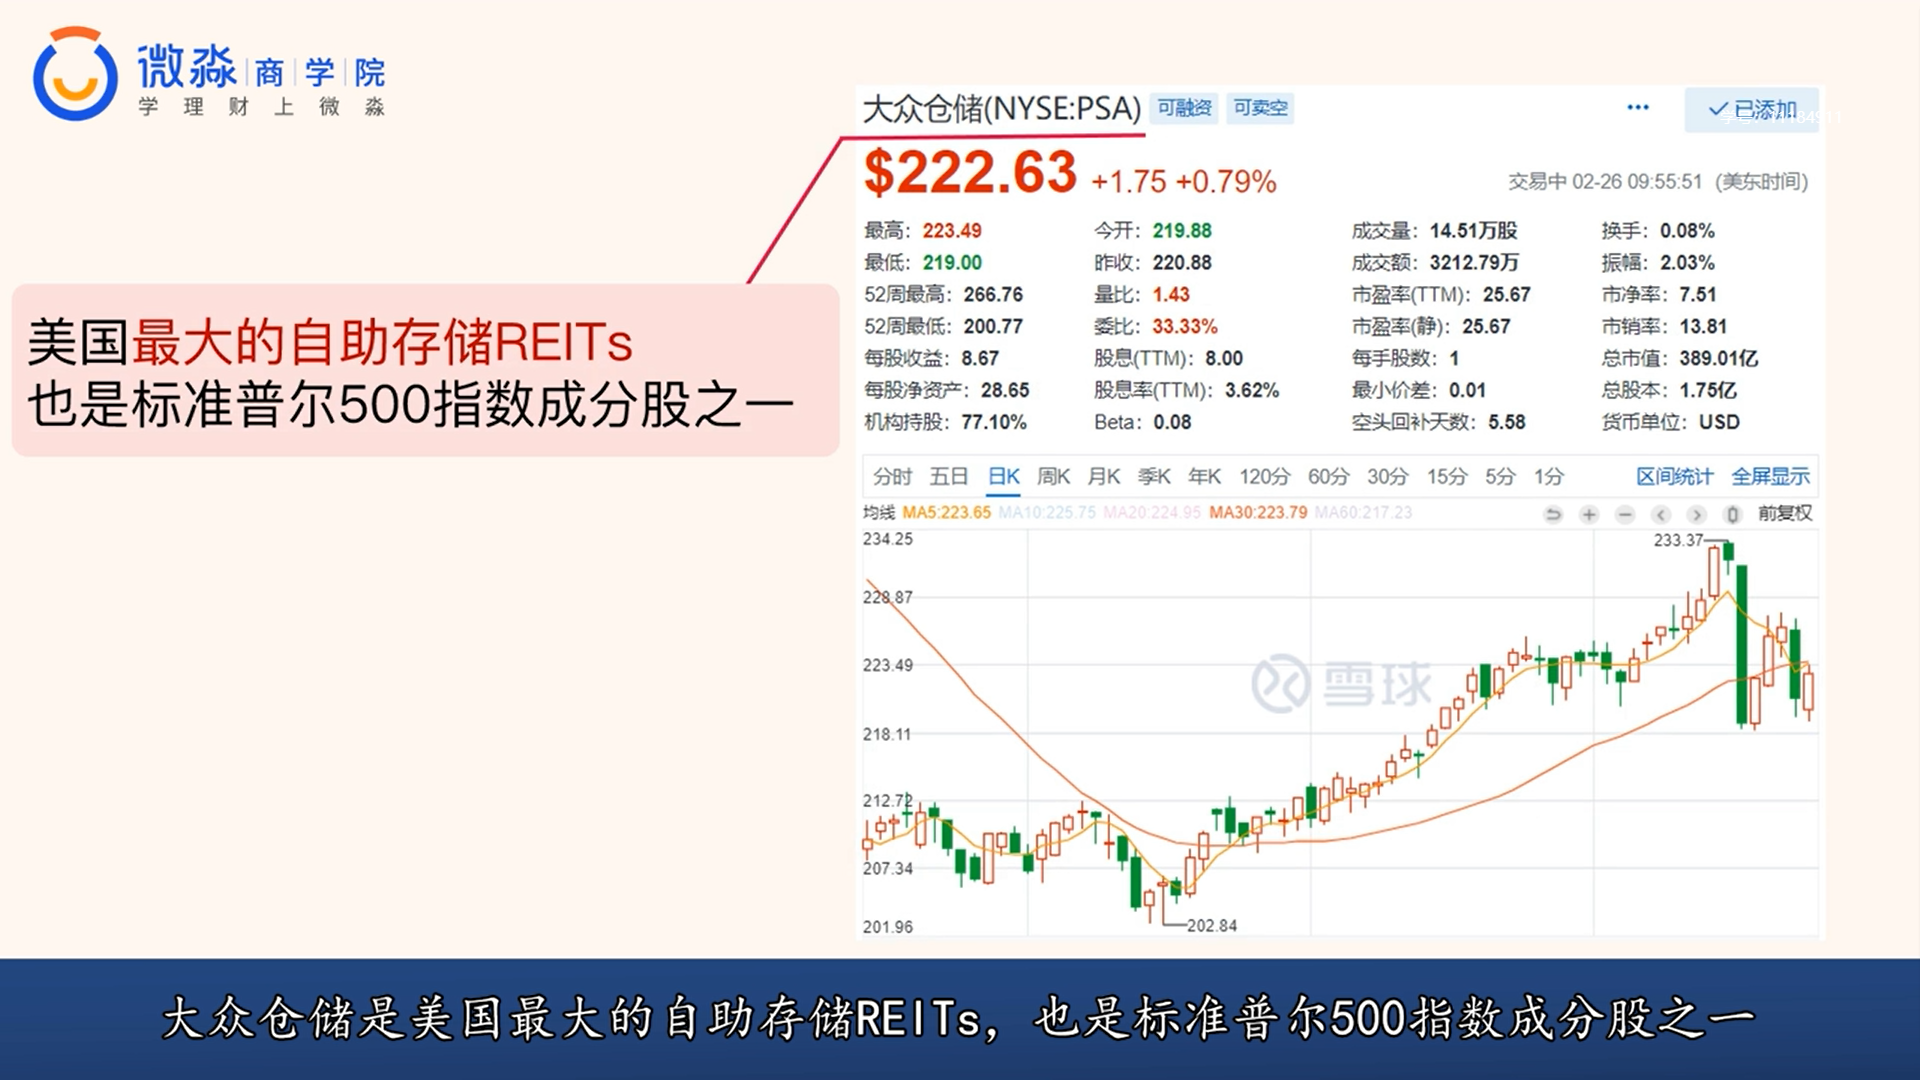 微淼 商 学 院
学 理 财 上 微 淼
大众仓储(NYSE:PSA) 可融资 可卖空 ••• 已添加
$222.63 +1.75 +0.79% 交易中 02-26 09:55:51 (美东时间)
最高：223.49 今开：219.88 成交量：14.51万股 换手：0.08%
最低：219.00 昨收：220.88 成交额：3212.79万 振幅：2.03%
52周最高：266.76 量比：1.43 市盈率(TTM)：25.67 市净率：7.51
52周最低：200.77 委比：33.33% 市盈率(静)：25.67 市销率：13.81
每股收益：8.67 股息(TTM)：8.00 每手股数：1 总市值：389.01亿
每股净资产：28.65 股息率(TTM)：3.62% 最小价差：0.01 总股本：1.75亿
机构持股：77.10% Beta：0.08 空头回补天数：5.58 货币单位：USD
美国最大的自助存储REITs
也是标准普尔500指数成分股之一
分时 五日 日K 周K 月K 季K 年K 120分 60分 30分 15分 5分 1分 区间统计 全屏显示
均线 MA5:223.65 MA10:225.75 MA20:224.95 MA30:223.79 MA60:217.23 前复权
234.25
233.37
228.87
223.49
雪球
218.11
212.72
207.34
201.96
202.84
大众仓储是美国最大的自助存储REITs，也是标准普尔500指数成分股之一